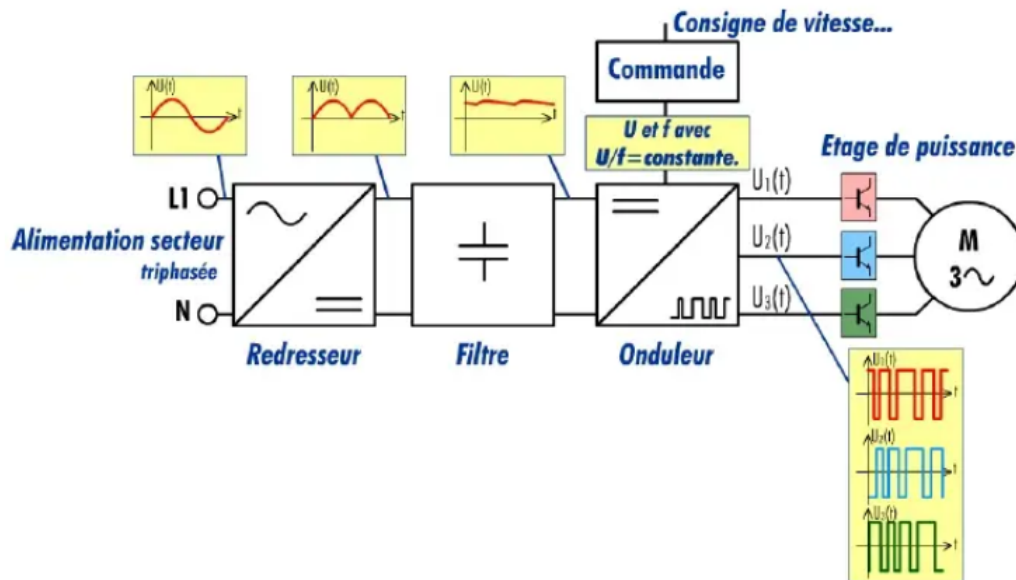 Consigne de vitesse...
Commande
U(t)
t
U(t)
t
U(t)
t
U et f avec
U/f=constante.
Etage de puissance
L1
Alimentation secteur
triphasée
N
U1(t)
U2(t)
U3(t)
M
3
Redresseur
Filtre
Onduleur
U1(t)
t
U2(t)
t
U3(t)
t